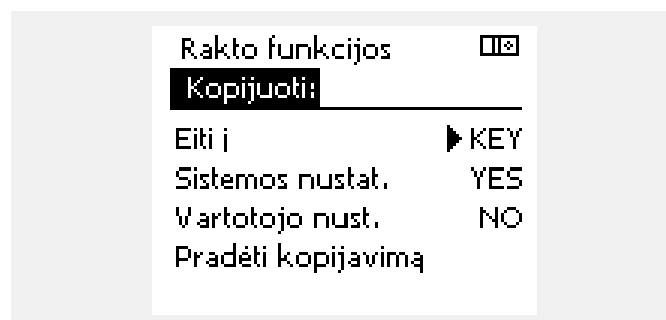 Rakto funkcijos
Kopijuoti:
Eiti į ▶ KEY
Sistemos nustat. YES
Vartotojo nust. NO
Pradėti kopijavimą